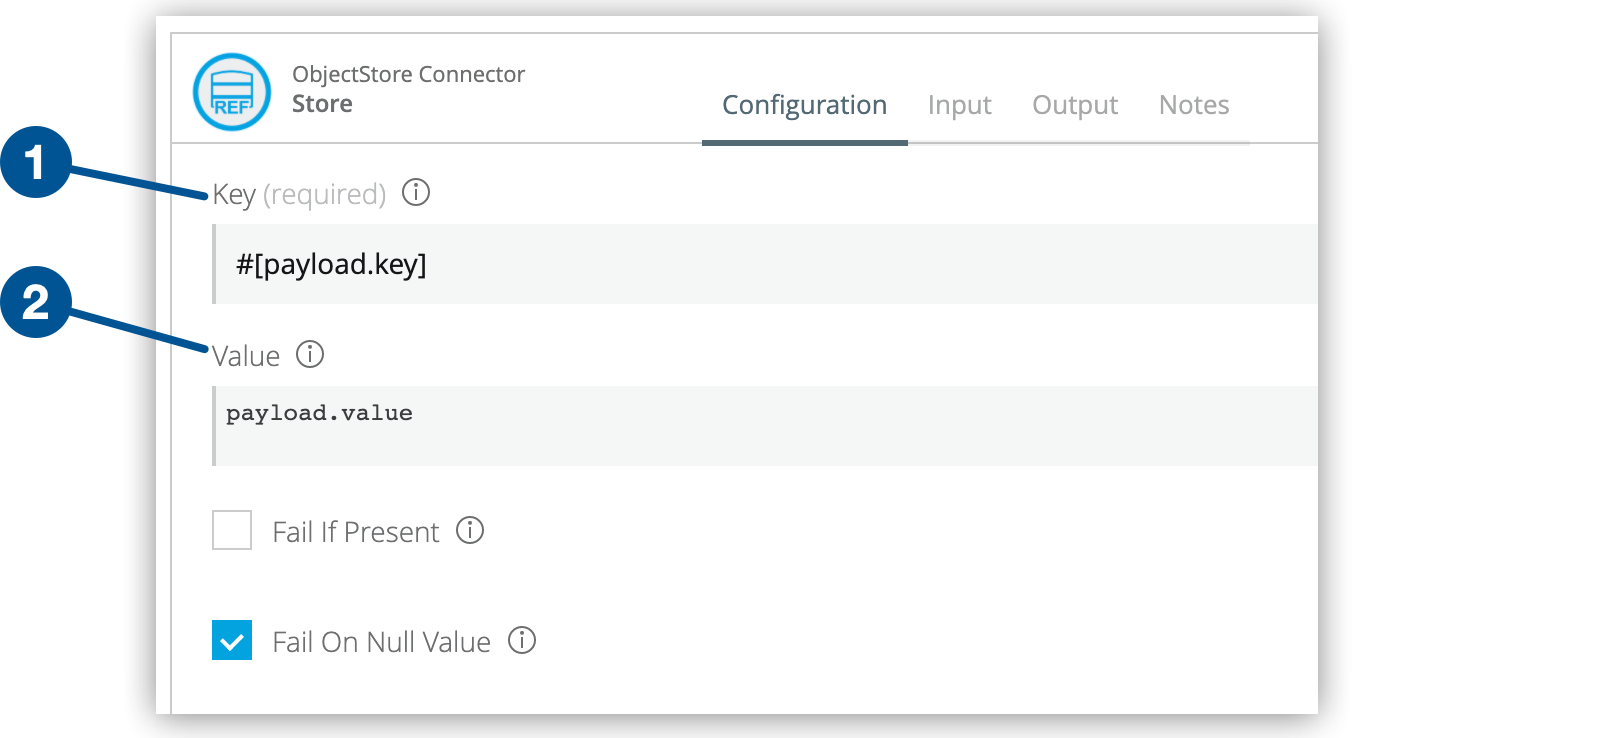 REF
ObjectStore Connector
Store
Configuration Input Output Notes
1
Key (required)
#[payload.key]
2
Value
payload.value
Fail If Present
Fail On Null Value